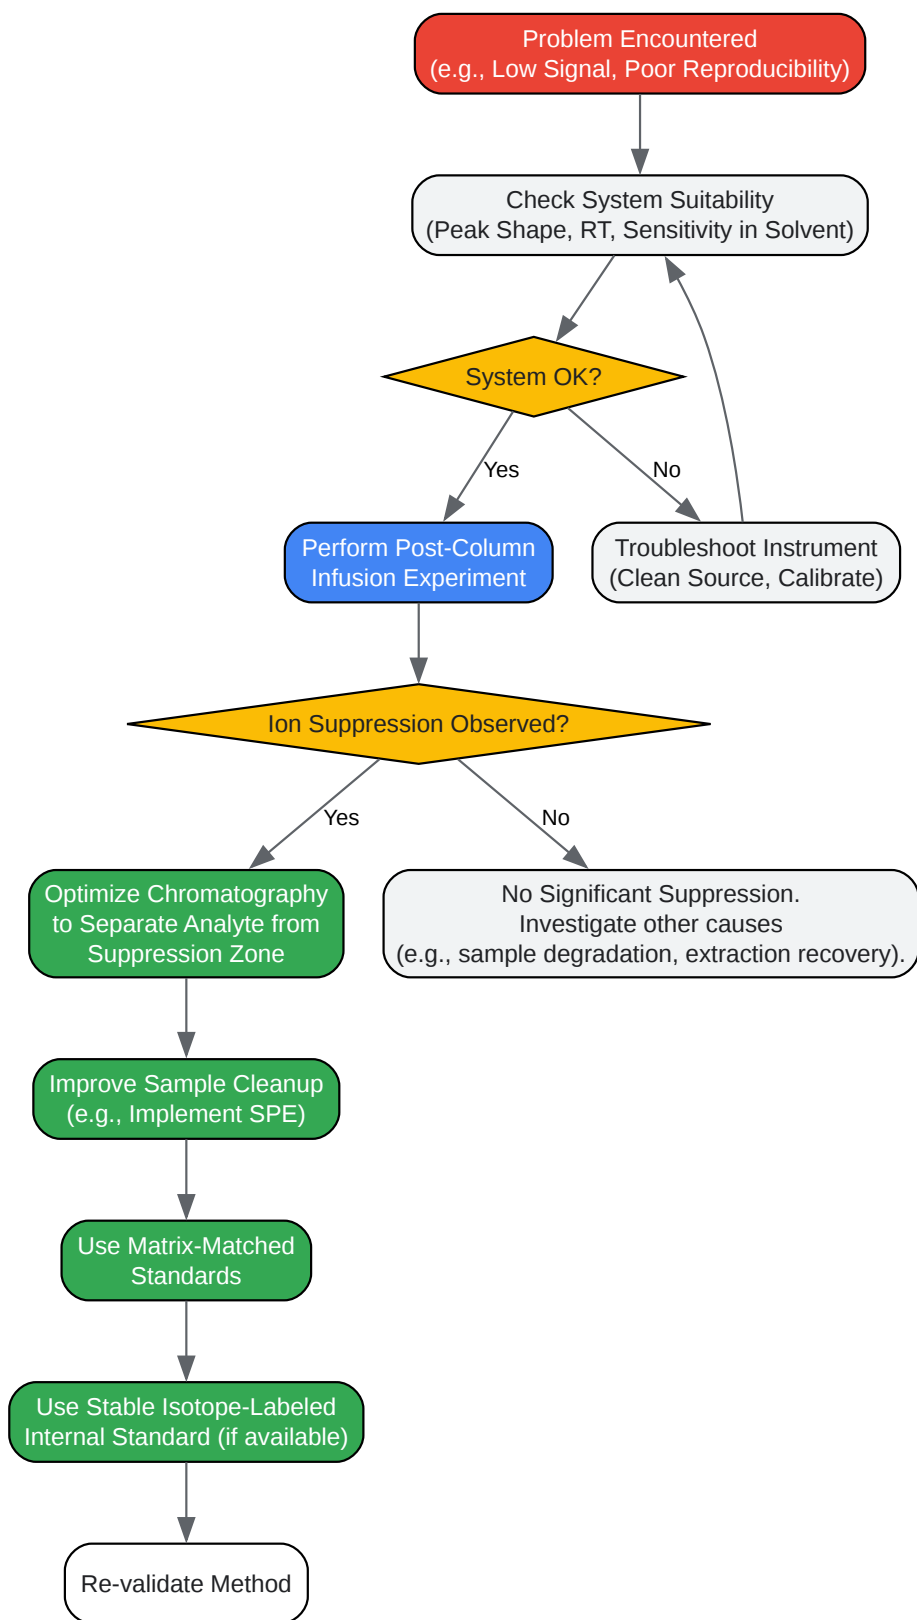 Problem Encountered
(e.g., Low Signal, Poor Reproducibility)
Check System Suitability
(Peak Shape, RT, Sensitivity in Solvent)
System OK?
Yes
No
Perform Post-Column
Infusion Experiment
Troubleshoot Instrument
(Clean Source, Calibrate)
Ion Suppression Observed?
Yes
No
Optimize Chromatography
to Separate Analyte from
Suppression Zone
No Significant Suppression.
Investigate other causes
(e.g., sample degradation, extraction recovery).
Improve Sample Cleanup
(e.g., Implement SPE)
Use Matrix-Matched
Standards
Use Stable Isotope-Labeled
Internal Standard (if available)
Re-validate Method